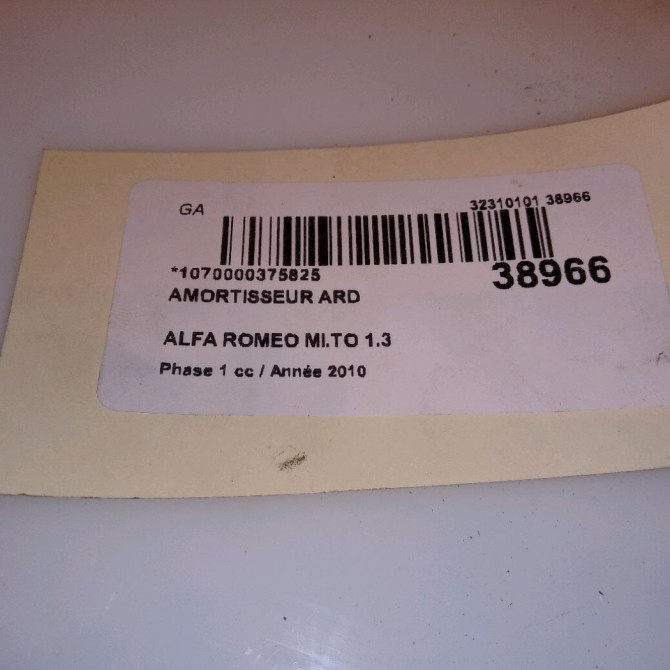 GA
32310101 38966
*1070000375825
38966
AMORTISSEUR ARD
ALFA ROMEO MI.TO 1.3
Phase 1 cc / Année 2010